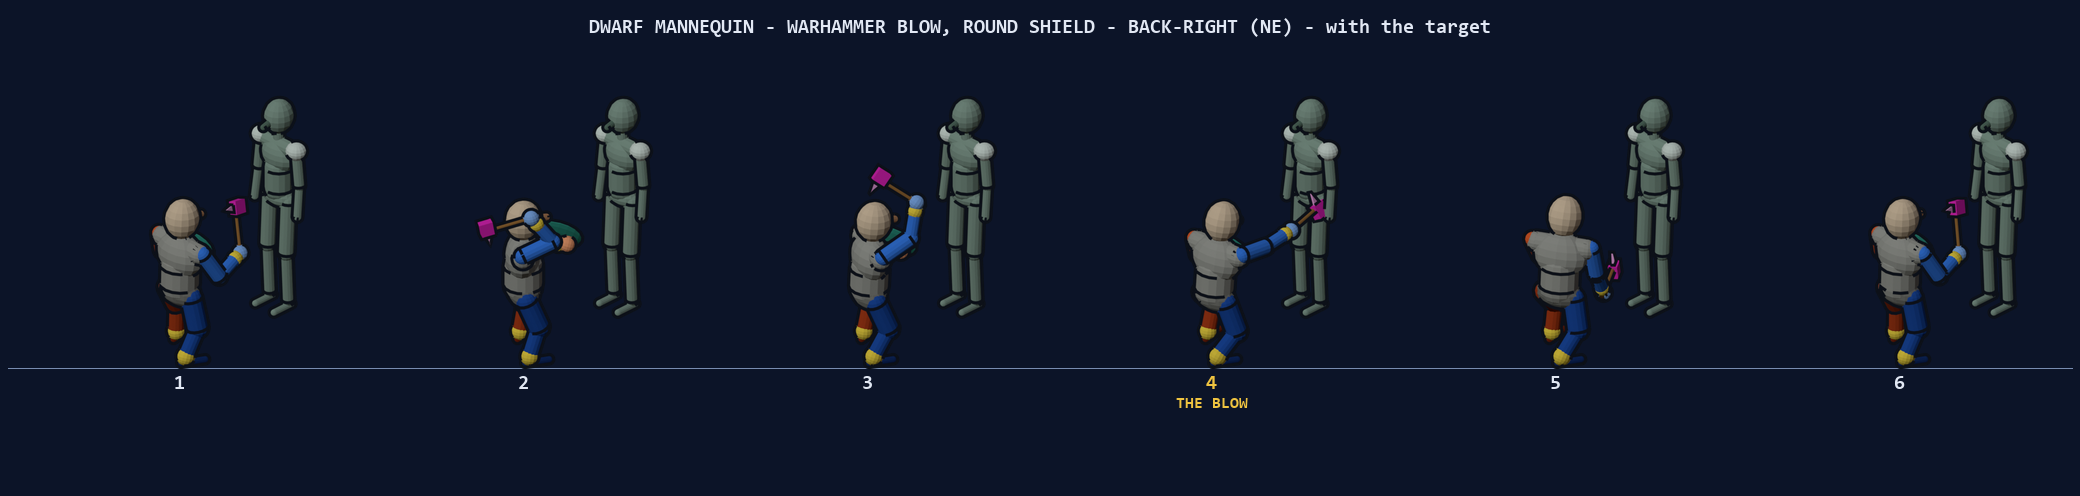 DWARF MANNEQUIN - WARHAMMER BLOW, ROUND SHIELD - BACK-RIGHT (NE) - with the target
1 2 3 4 5 6
THE BLOW